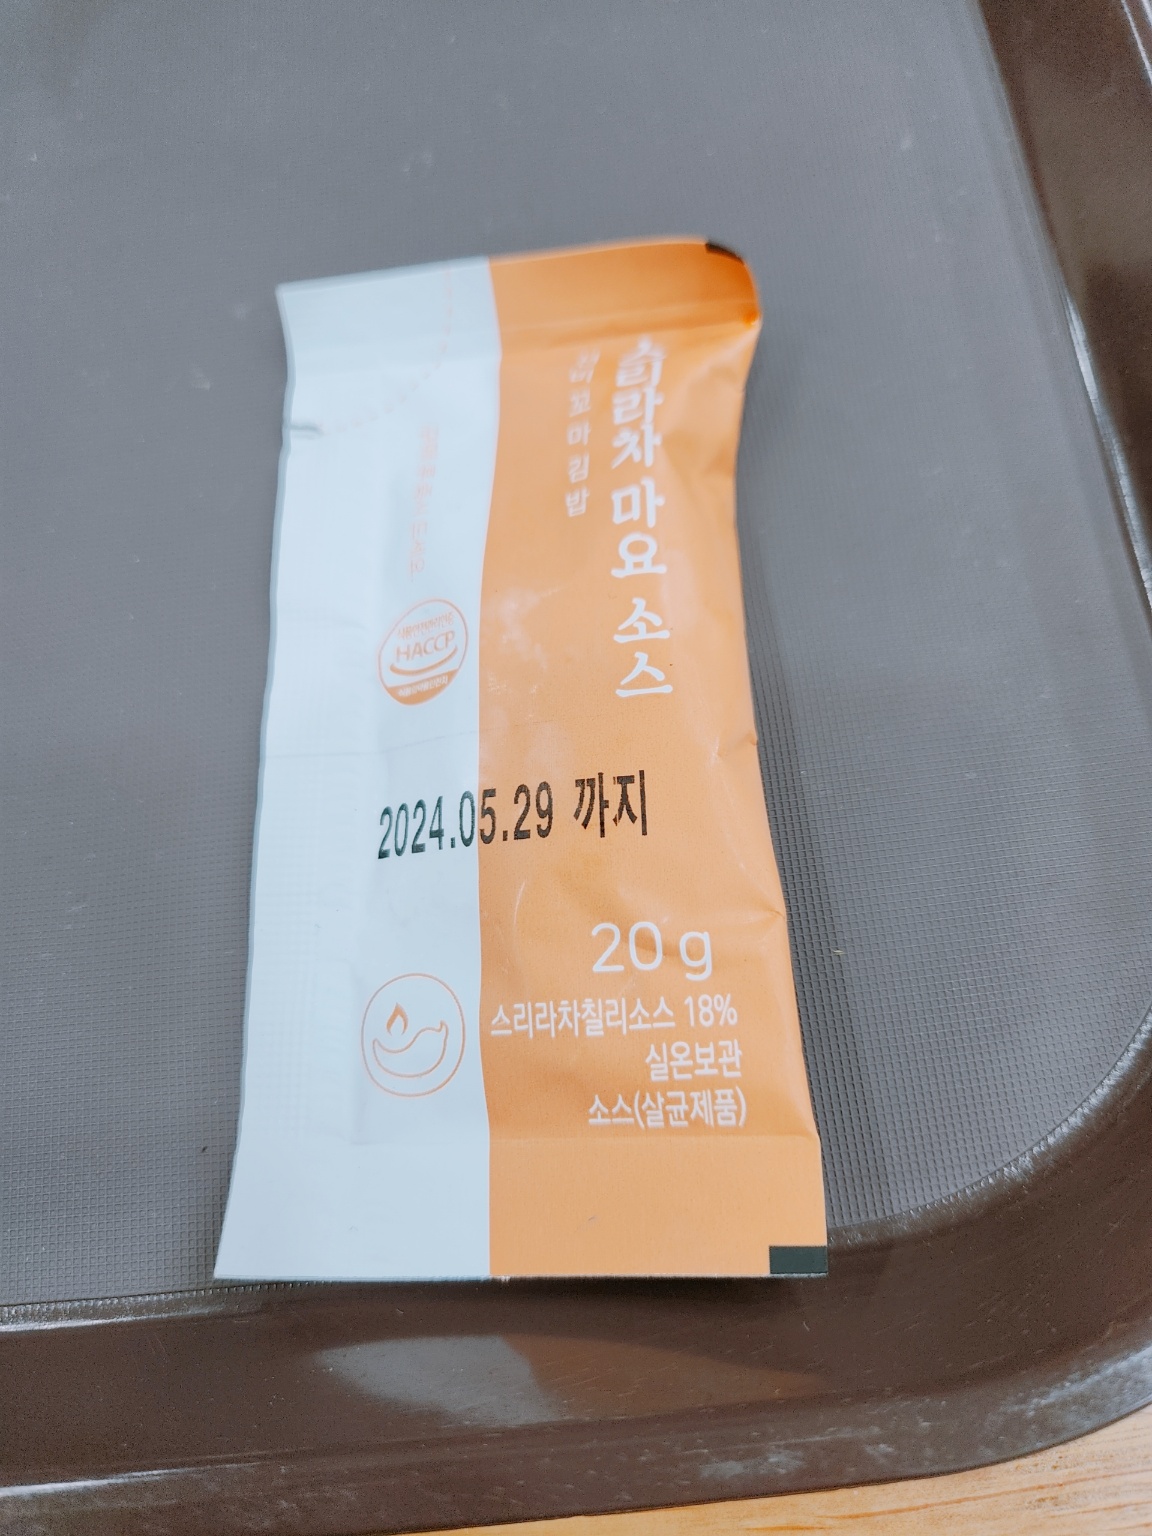 스리라차 마요 소스
꼬마김밥
HACCP
2024.05.29 까지
20 g
스리라차칠리소스 18%
실온보관
소스(살균제품)